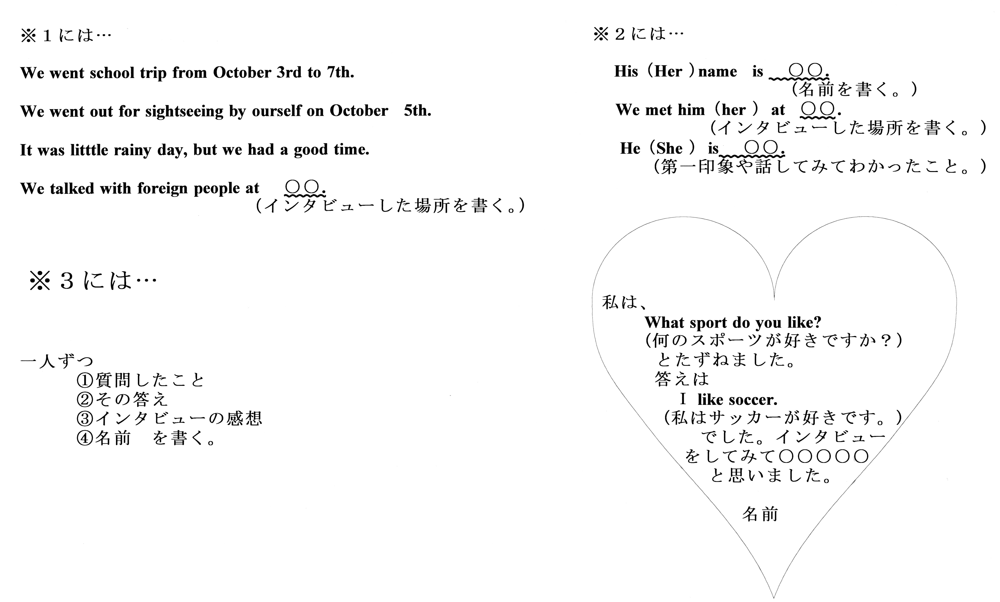 ※１には…
We went school trip from October 3rd to 7th.
We went out for sightseeing by ourself on October　5th.
It was litttle rainy day, but we had a good time.
We talked with foreign people at　○○.
（インタビューした場所を書く。）
※２には…
His（Her）name　is　○○.
（名前を書く。）
We met him（her）at　○○.
（インタビューした場所を書く。）
He（She）is　○○.
（第一印象や話してみてわかったこと。）
※３には…
一人ずつ
①質問したこと
②その答え
③インタビューの感想
④名前　を書く。
私は、
What sport do you like?
（何のスポーツが好きですか？）
とたずねました。
答えは
Ｉ like soccer.
（私はサッカーが好きです。）
でした。インタビュー
をしてみて○○○○○
と思いました。
名前